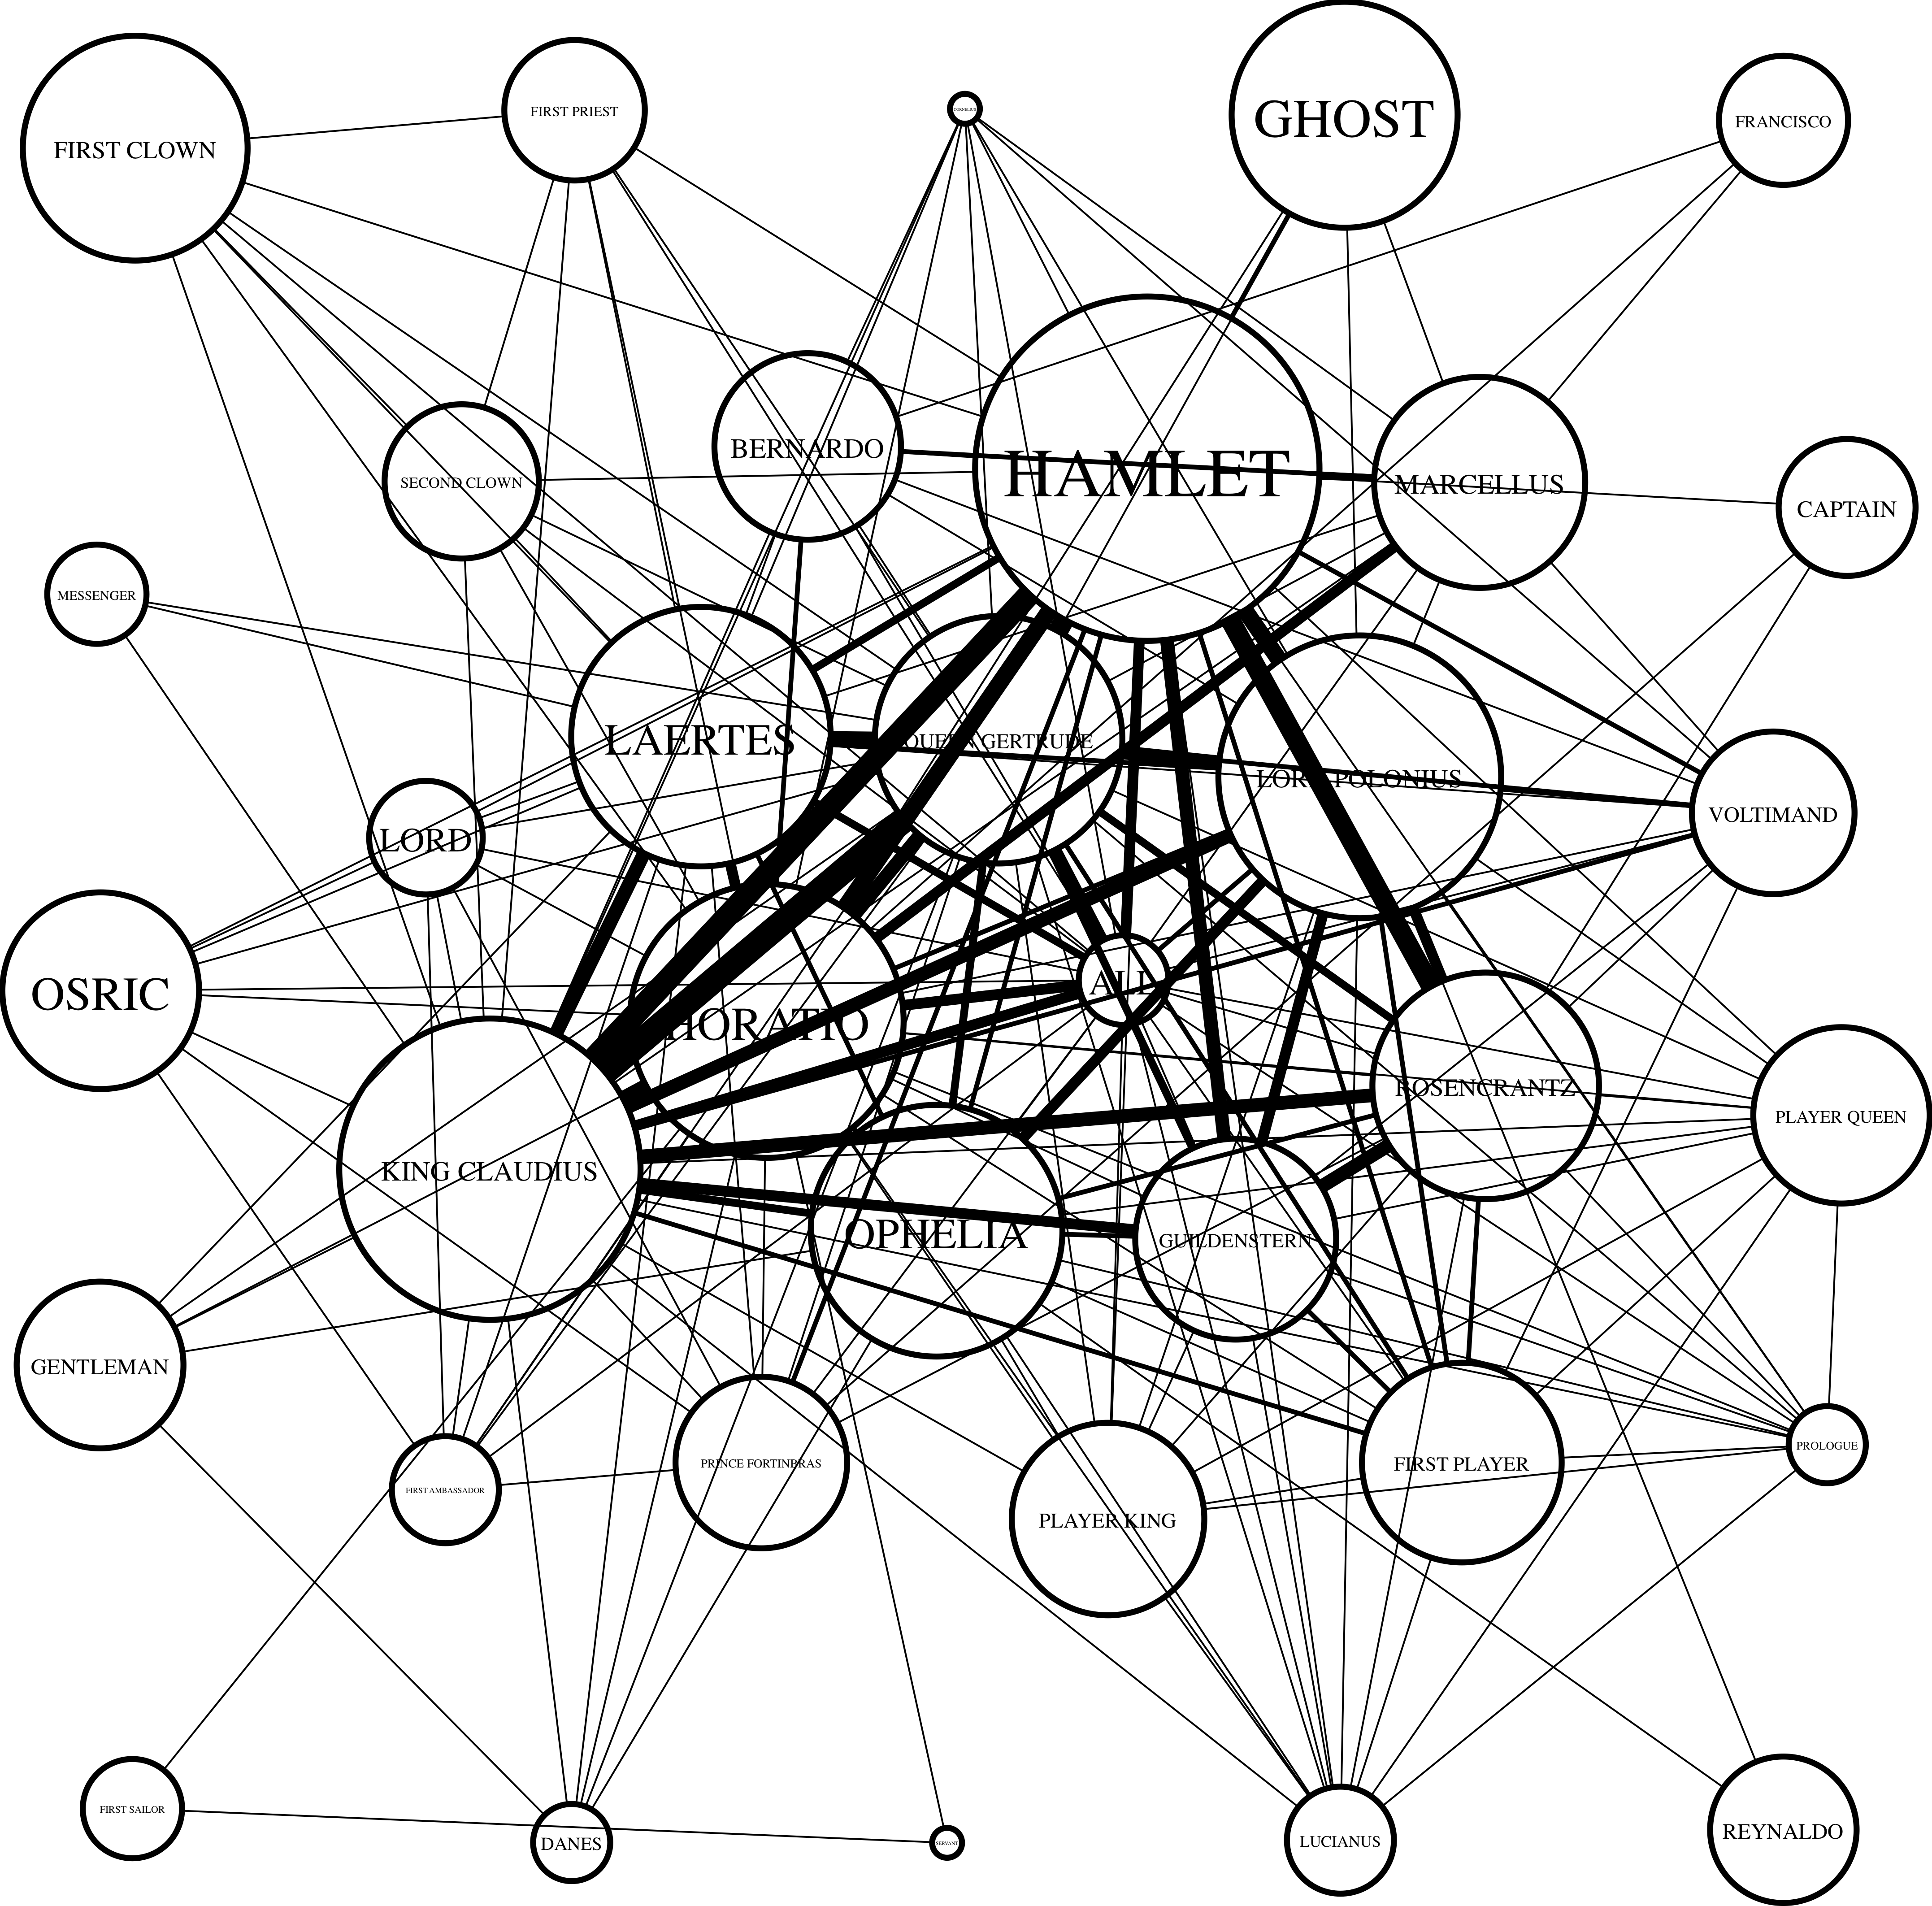 CORNELIUS
FIRST PRIEST
GHOST
FRANCISCO
FIRST CLOWN
BERNARDO
HAMLET
SECOND CLOWN
MARCELLUS
CAPTAIN
MESSENGER
LAERTES
QUEEN GERTRUDE
LORD POLONIUS
VOLTIMAND
LORD
OSRIC
ALL
HORATIO
ROSENCRANTZ
PLAYER QUEEN
KING CLAUDIUS
OPHELIA
GUILDENSTERN
GENTLEMAN
PROLOGUE
FIRST AMBASSADOR
PRINCE FORTINBRAS
FIRST PLAYER
PLAYER KING
FIRST SAILOR
DANES
SERVANT
LUCIANUS
REYNALDO